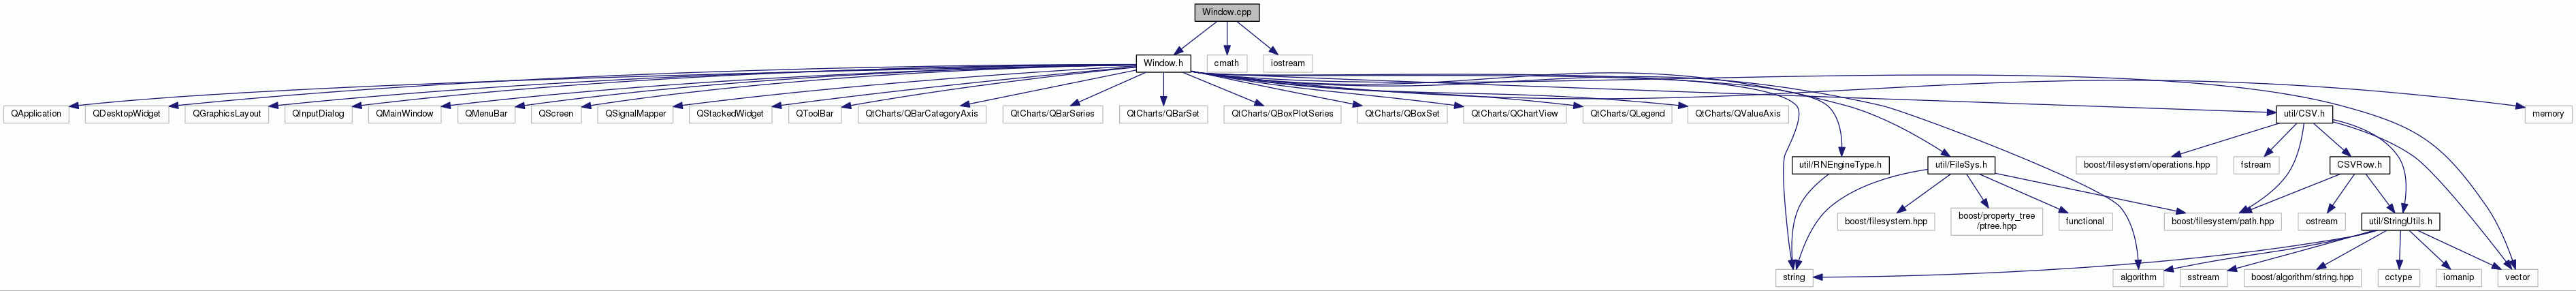 Window.cpp
Window.h
cmath
iostream
QApplication
QDesktopWidget
QGraphicsLayout
QInputDialog
QMainWindow
QMenuBar
QScreen
QSignalMapper
QStackedWidget
QToolBar
QtCharts/QBarCategoryAxis
QtCharts/QBarSeries
QtCharts/QBarSet
QtCharts/QBoxPlotSeries
QtCharts/QBoxSet
QtCharts/QChartView
QtCharts/QLegend
QtCharts/QValueAxis
util/CSV.h
memory
util/RNEngineType.h
util/FileSys.h
boost/filesystem/operations.hpp
fstream
CSVRow.h
boost/filesystem.hpp
boost/property_tree
/ptree.hpp
functional
boost/filesystem/path.hpp
ostream
util/StringUtils.h
string
algorithm
sstream
boost/algorithm/string.hpp
cctype
iomanip
vector